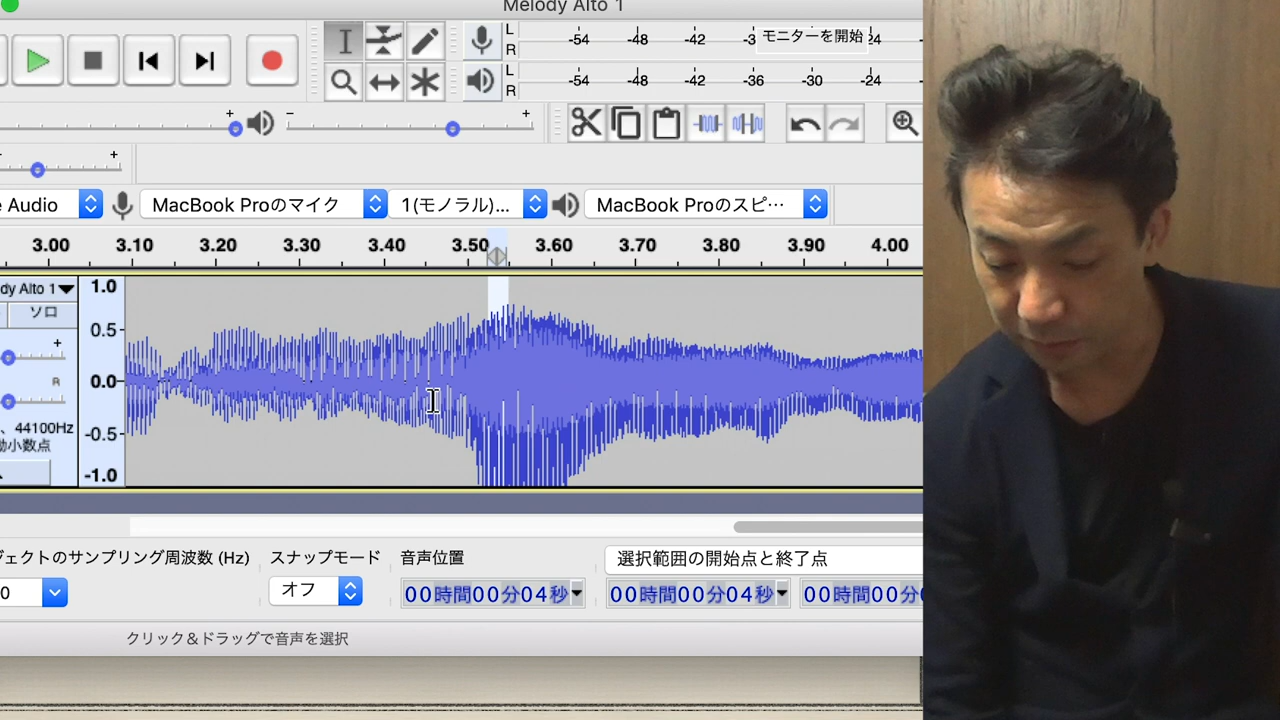 Melody Alto 1
L
R
-54 -48 -42 -3 モニターを開始 24
L
R
-54 -48 -42 -36 -30 -24
+ - +
- +
e Audio MacBook Proのマイク 1(モノラル)... MacBook Proのスピ…
3.00 3.10 3.20 3.30 3.40 3.50 3.60 3.70 3.80 3.90 4.00
dy Alto 1
ソロ
+
R
、44100Hz
動小数点
1.0
0.5
0.0
-0.5
-1.0
ジェクトのサンプリング周波数 (Hz) スナップモード 音声位置 選択範囲の開始点と終了点
0 オフ 00時間00分04秒 00時間00分04秒 00時間00分
クリック&ドラッグで音声を選択